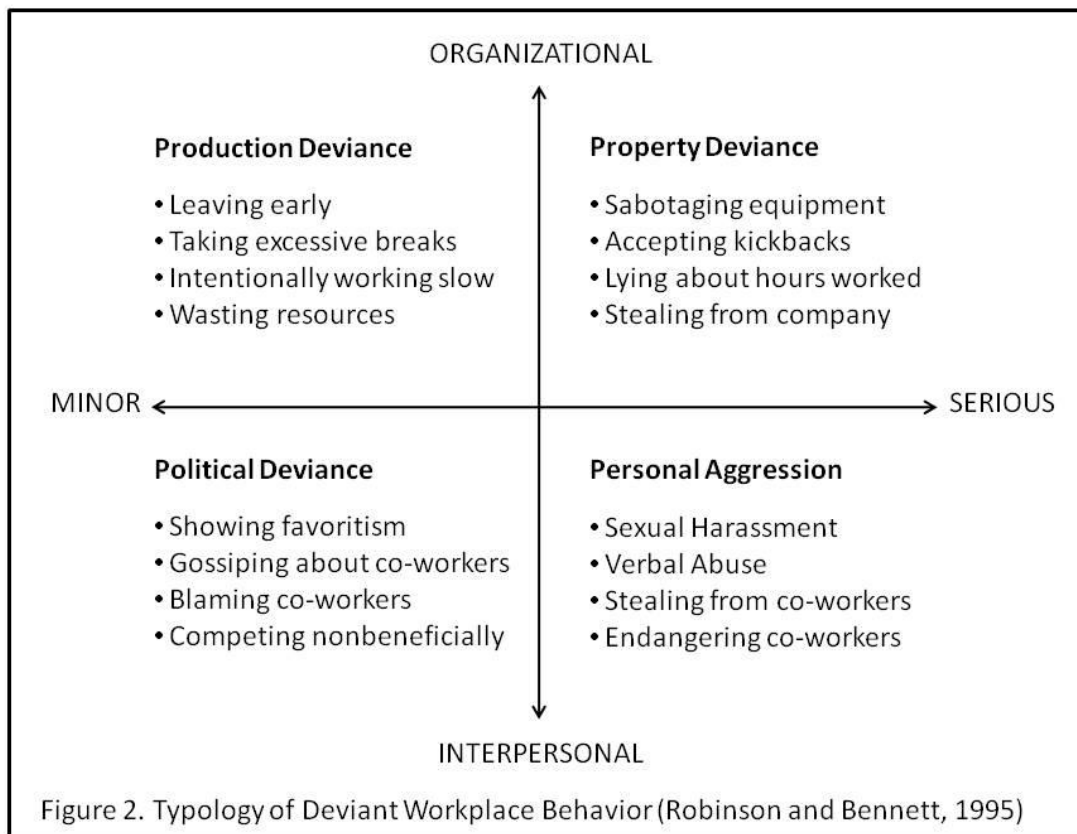 ORGANIZATIONAL
Production Deviance
• Leaving early
• Taking excessive breaks
• Intentionally working slow
• Wasting resources
Property Deviance
• Sabotaging equipment
• Accepting kickbacks
• Lying about hours worked
• Stealing from company
MINOR
SERIOUS
Political Deviance
• Showing favoritism
• Gossiping about co-workers
• Blaming co-workers
• Competing nonbeneficially
Personal Aggression
• Sexual Harassment
• Verbal Abuse
• Stealing from co-workers
• Endangering co-workers
INTERPERSONAL
Figure 2. Typology of Deviant Workplace Behavior (Robinson and Bennett, 1995)